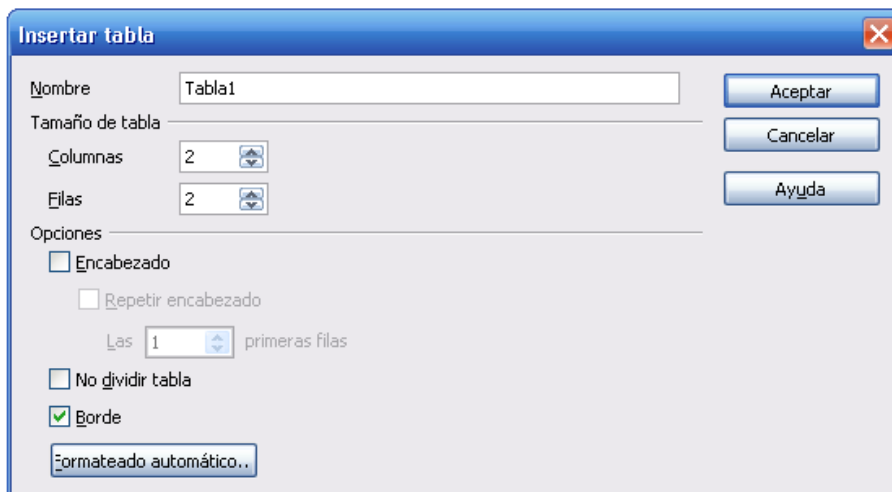 Insertar tabla
Nombre Tabla1
Aceptar
Tamaño de tabla
Cancelar
Columnas 2
Filas 2
Ayuda
Opciones
Encabezado
Repetir encabezado
Las 1 primeras filas
No dividir tabla
Borde
Formateado automático..